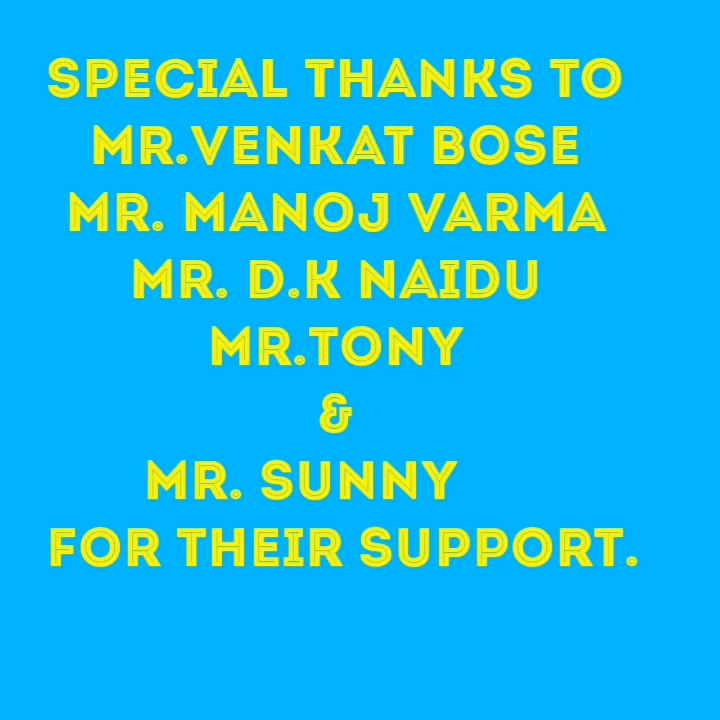 SPECIAL THANKS TO
MR.VENKAT BOSE
MR. MANOJ VARMA
MR. D.K NAIDU
MR.TONY
&
MR. SUNNY
FOR THEIR SUPPORT.